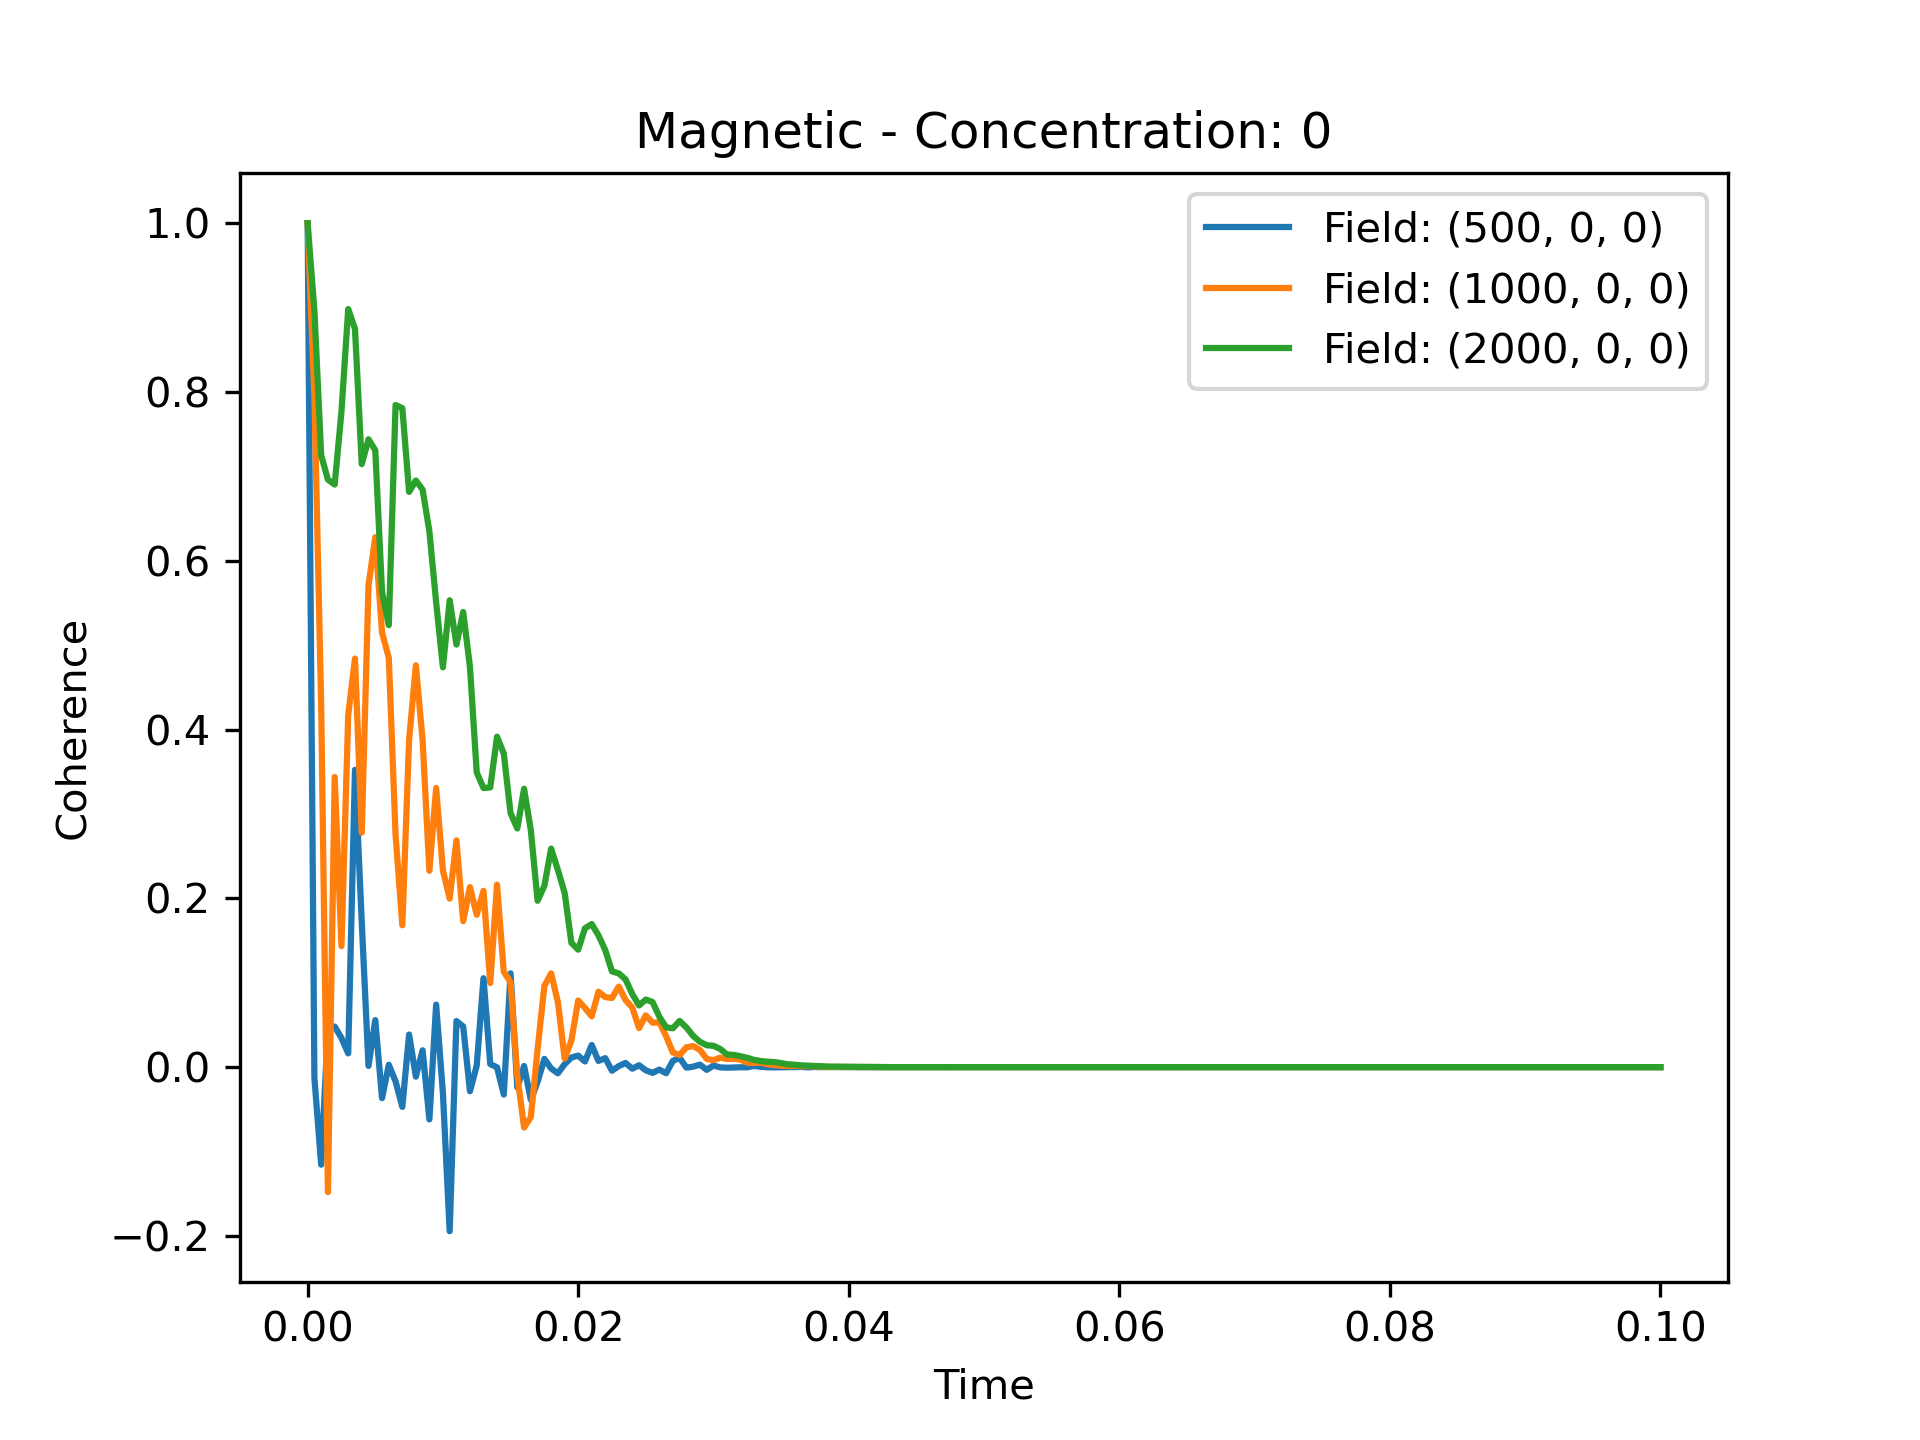 Magnetic - Concentration: 0
Field: (500, 0, 0)
Field: (1000, 0, 0)
Field: (2000, 0, 0)
1.0
0.8
0.6
0.4
0.2
0.0
−0.2
Coherence
0.00 0.02 0.04 0.06 0.08 0.10
Time